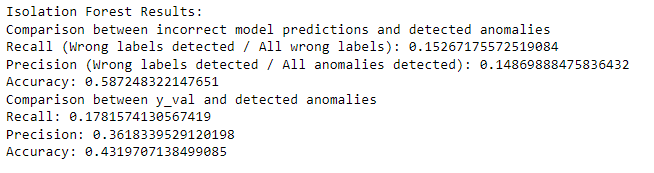 Isolation Forest Results:
Comparison between incorrect model predictions and detected anomalies
Recall (Wrong labels detected / All wrong labels): 0.15267175572519084
Precision (Wrong labels detected / All anomalies detected): 0.14869888475836432
Accuracy: 0.587248322147651
Comparison between y_val and detected anomalies
Recall: 0.1781574130567419
Precision: 0.3618339529120198
Accuracy: 0.4319707138499085